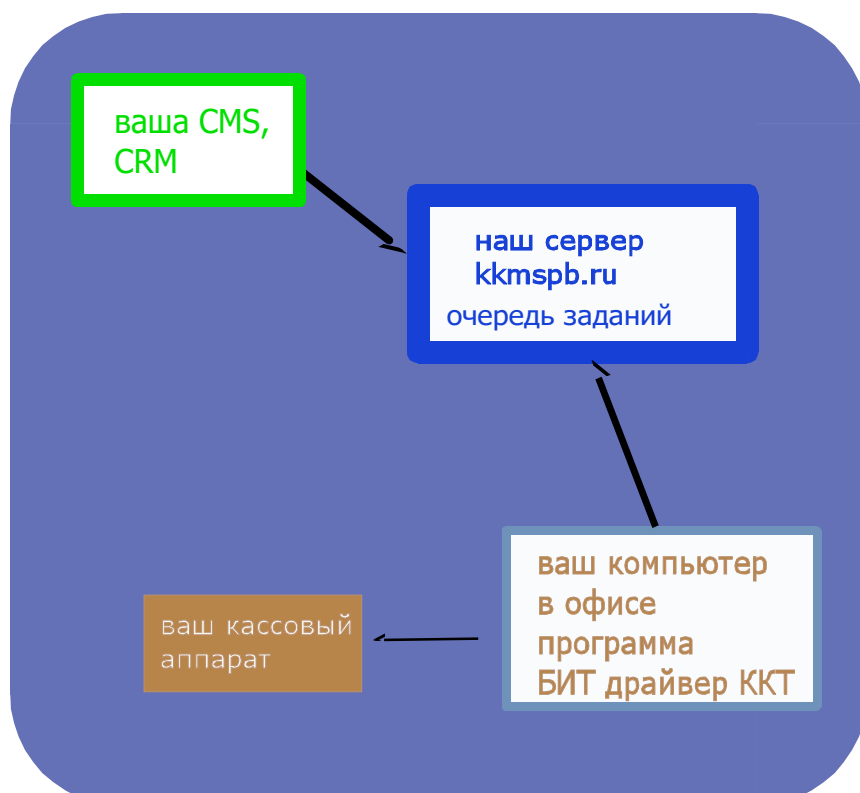 ваша CMS,
CRM
наш сервер
kkmspb.ru
очередь заданий
ваш компьютер
в офисе
программа
БИТ драйвер ККТ
ваш кассовый
аппарат